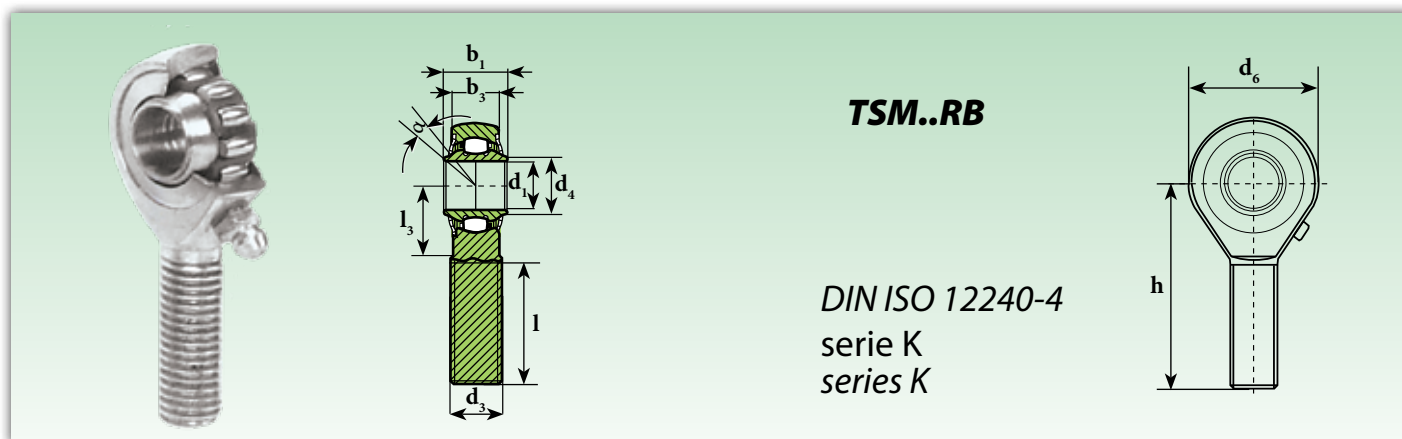 b₁
b₃
α
d₁
d₄
l₃
l
d₃
TSM..RB
DIN ISO 12240-4
serie K
series K
d₆
h